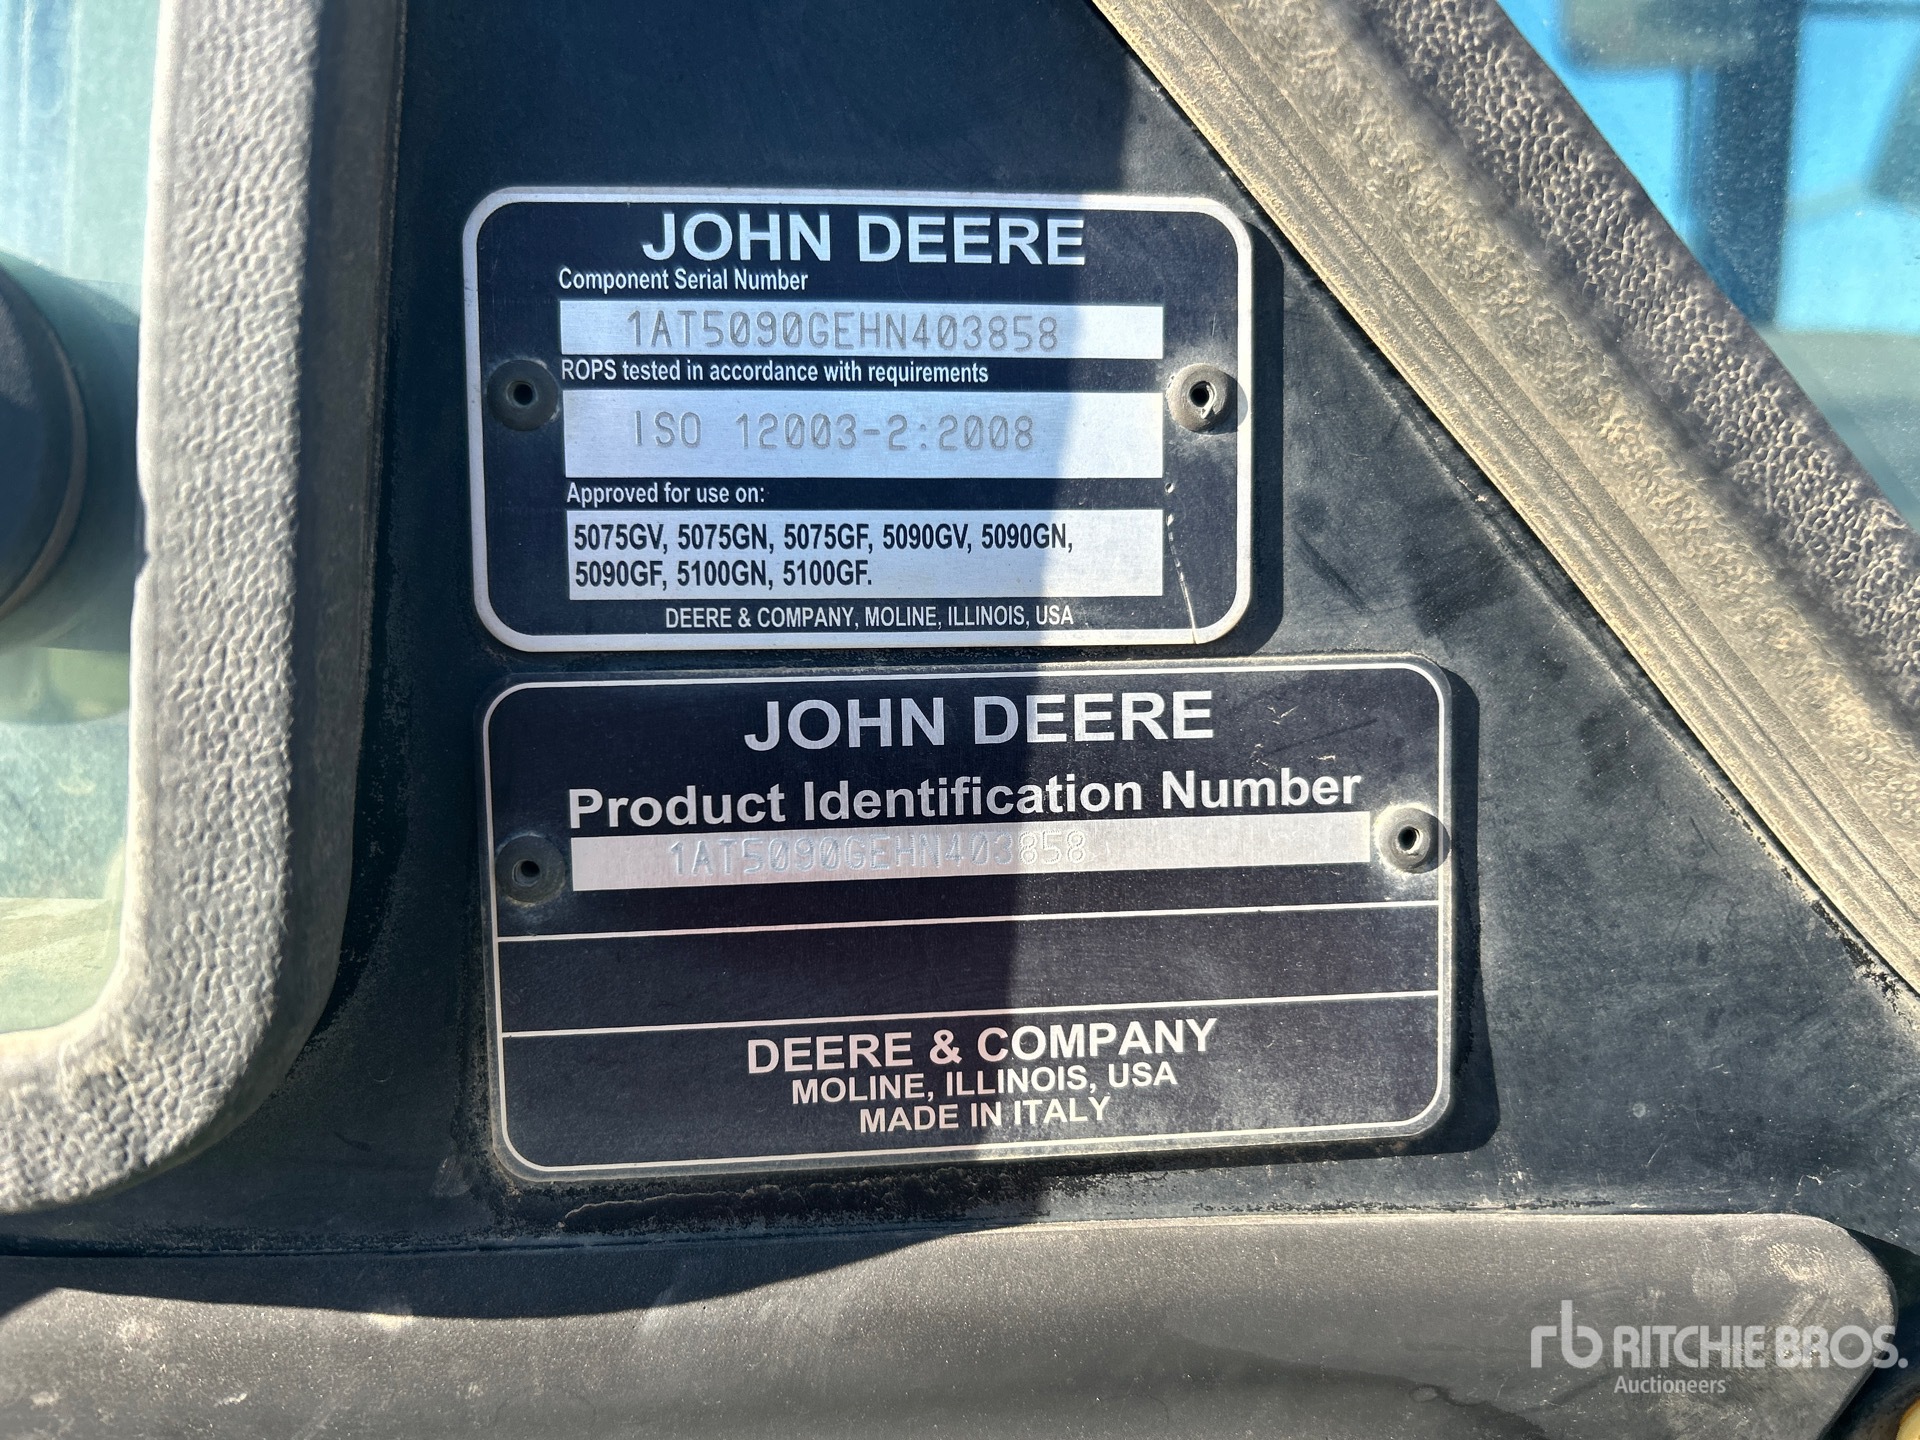 JOHN DEERE
Component Serial Number
1AT5090GEHN403858
ROPS tested in accordance with requirements
ISO 12003-2:2008
Approved for use on:
5075GV, 5075GN, 5075GF, 5090GV, 5090GN,
5090GF, 5100GN, 5100GF.
DEERE & COMPANY, MOLINE, ILLINOIS, USA
JOHN DEERE
Product Identification Number
1AT5090GEHN403858
DEERE & COMPANY
MOLINE, ILLINOIS, USA
MADE IN ITALY
rb RITCHIE BROS.
Auctioneers